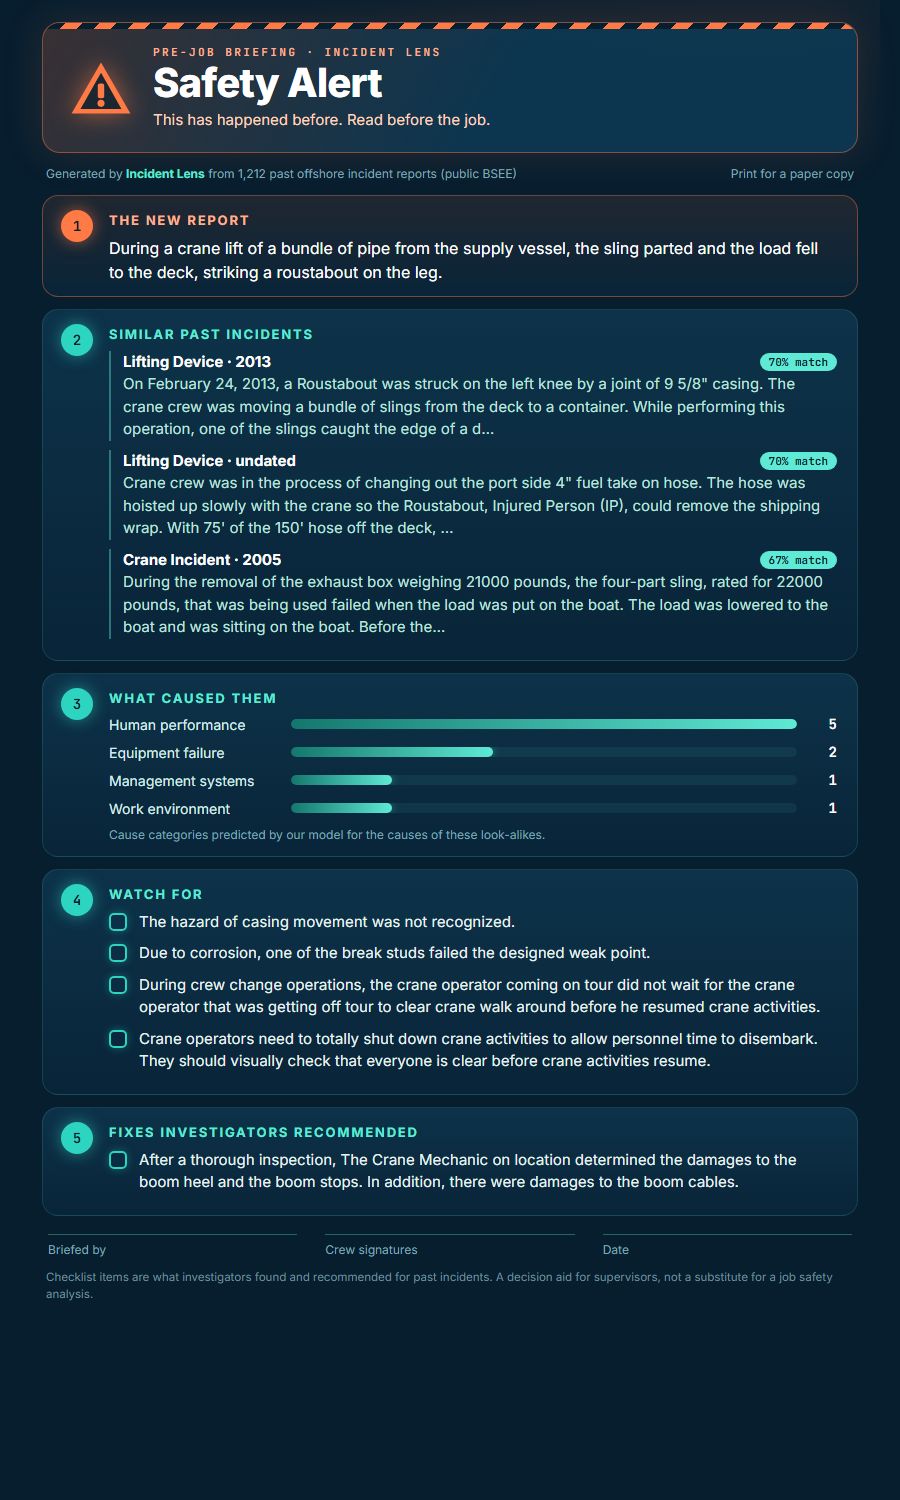 PRE-JOB BRIEFING · INCIDENT LENS
Safety Alert
This has happened before. Read before the job.
Generated by Incident Lens from 1,212 past offshore incident reports (public BSEE)
Print for a paper copy
1
THE NEW REPORT
During a crane lift of a bundle of pipe from the supply vessel, the sling parted and the load fell
to the deck, striking a roustabout on the leg.
2
SIMILAR PAST INCIDENTS
Lifting Device · 2013
70% match
On February 24, 2013, a Roustabout was struck on the left knee by a joint of 9 5/8" casing. The
crane crew was moving a bundle of slings from the deck to a container. While performing this
operation, one of the slings caught the edge of a d...
Lifting Device · undated
70% match
Crane crew was in the process of changing out the port side 4" fuel take on hose. The hose was
hoisted up slowly with the crane so the Roustabout, Injured Person (IP), could remove the shipping
wrap. With 75' of the 150' hose off the deck, ...
Crane Incident · 2005
67% match
During the removal of the exhaust box weighing 21000 pounds, the four-part sling, rated for 22000
pounds, that was being used failed when the load was put on the boat. The load was lowered to the
boat and was sitting on the boat. Before the...
3
WHAT CAUSED THEM
Human performance 5
Equipment failure 2
Management systems 1
Work environment 1
Cause categories predicted by our model for the causes of these look-alikes.
4
WATCH FOR
The hazard of casing movement was not recognized.
Due to corrosion, one of the break studs failed the designed weak point.
During crew change operations, the crane operator coming on tour did not wait for the crane
operator that was getting off tour to clear crane walk around before he resumed crane activities.
Crane operators need to totally shut down crane activities to allow personnel time to disembark.
They should visually check that everyone is clear before crane activities resume.
5
FIXES INVESTIGATORS RECOMMENDED
After a thorough inspection, The Crane Mechanic on location determined the damages to the
boom heel and the boom stops. In addition, there were damages to the boom cables.
Briefed by
Crew signatures
Date
Checklist items are what investigators found and recommended for past incidents. A decision aid for supervisors, not a substitute for a job safety
analysis.